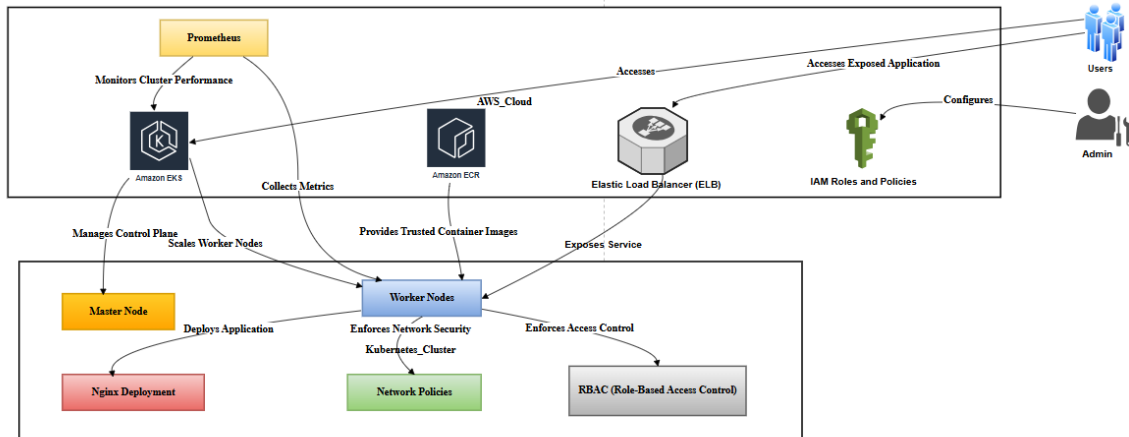 Prometheus
Users
Monitors Cluster Performance
Accesses
Accesses Exposed Application
AWS_Cloud
Configures
Admin
Amazon EKS
Amazon ECR
Elastic Load Balancer (ELB)
IAM Roles and Policies
Collects Metrics
Manages Control Plane
Scales Worker Nodes
Provides Trusted Container Images
Exposes Service
Worker Nodes
Master Node
Deploys Application
Enforces Network Security
Enforces Access Control
Kubernetes_Cluster
Nginx Deployment
Network Policies
RBAC (Role-Based Access Control)